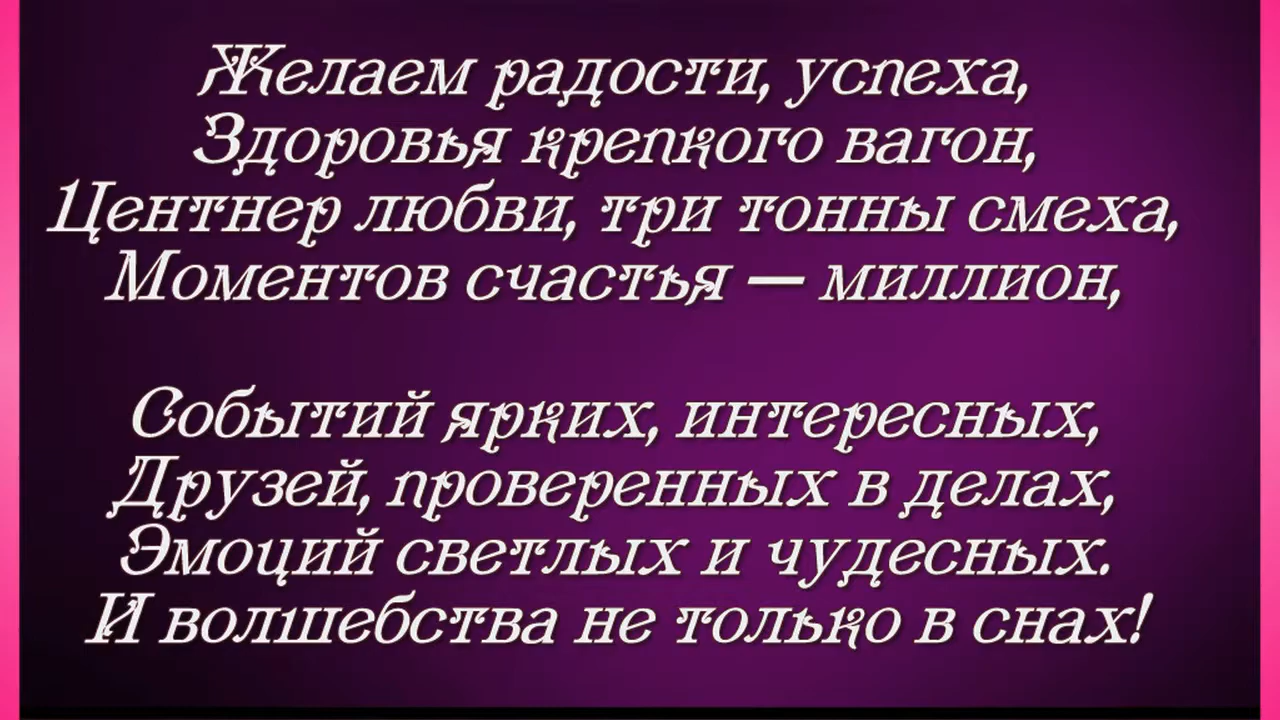 Желаем радости, успеха,
Здоровья крепкого вагон,
Центнер любви, три тонны смеха,
Моментов счастья — миллион,
Событий ярких, интересных,
Друзей, проверенных в делах,
Эмоций светлых и чудесных.
И волшебства не только в снах!